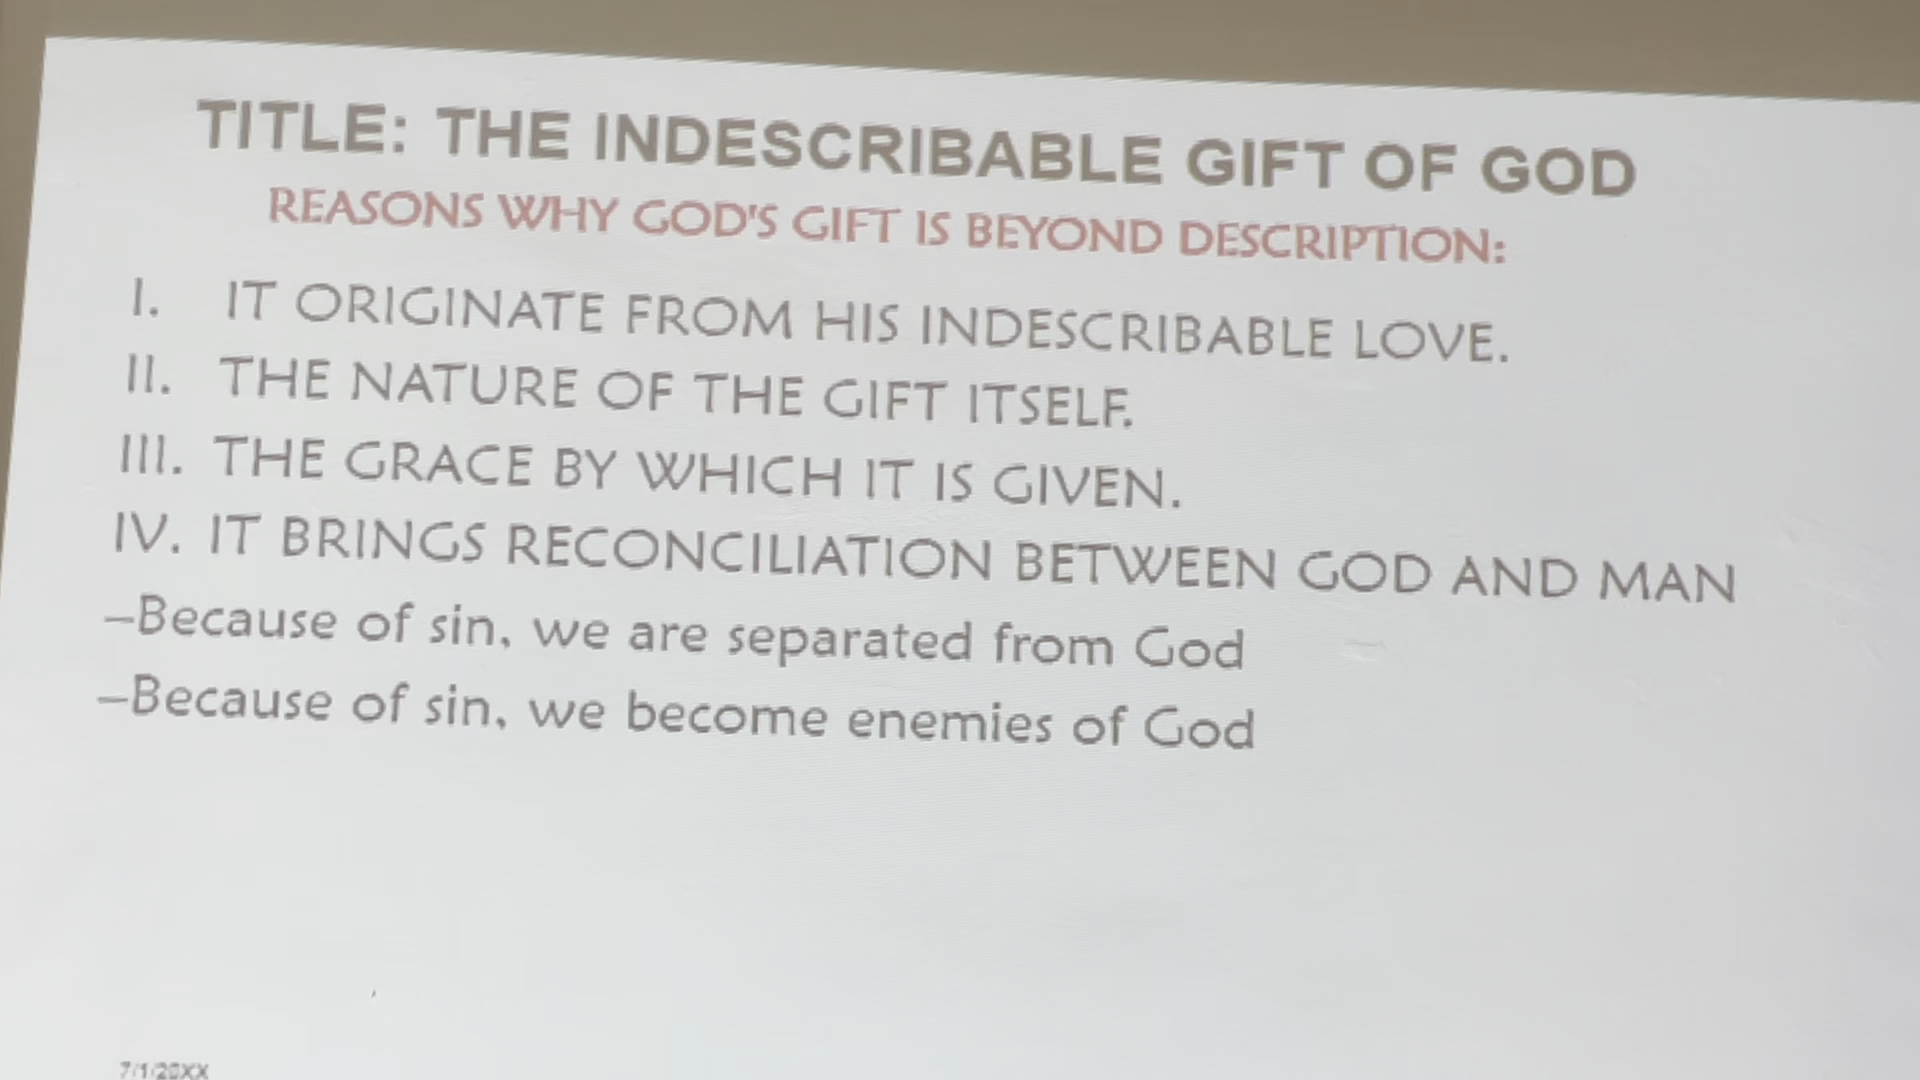 TITLE: THE INDESCRIBABLE GIFT OF GOD
REASONS WHY GOD'S GIFT IS BEYOND DESCRIPTION:
I. IT ORIGINATE FROM HIS INDESCRIBABLE LOVE.
II. THE NATURE OF THE GIFT ITSELF.
III. THE GRACE BY WHICH IT IS GIVEN.
IV. IT BRINGS RECONCILIATION BETWEEN GOD AND MAN
–Because of sin, we are separated from God
–Because of sin, we become enemies of God
7/1/20XX